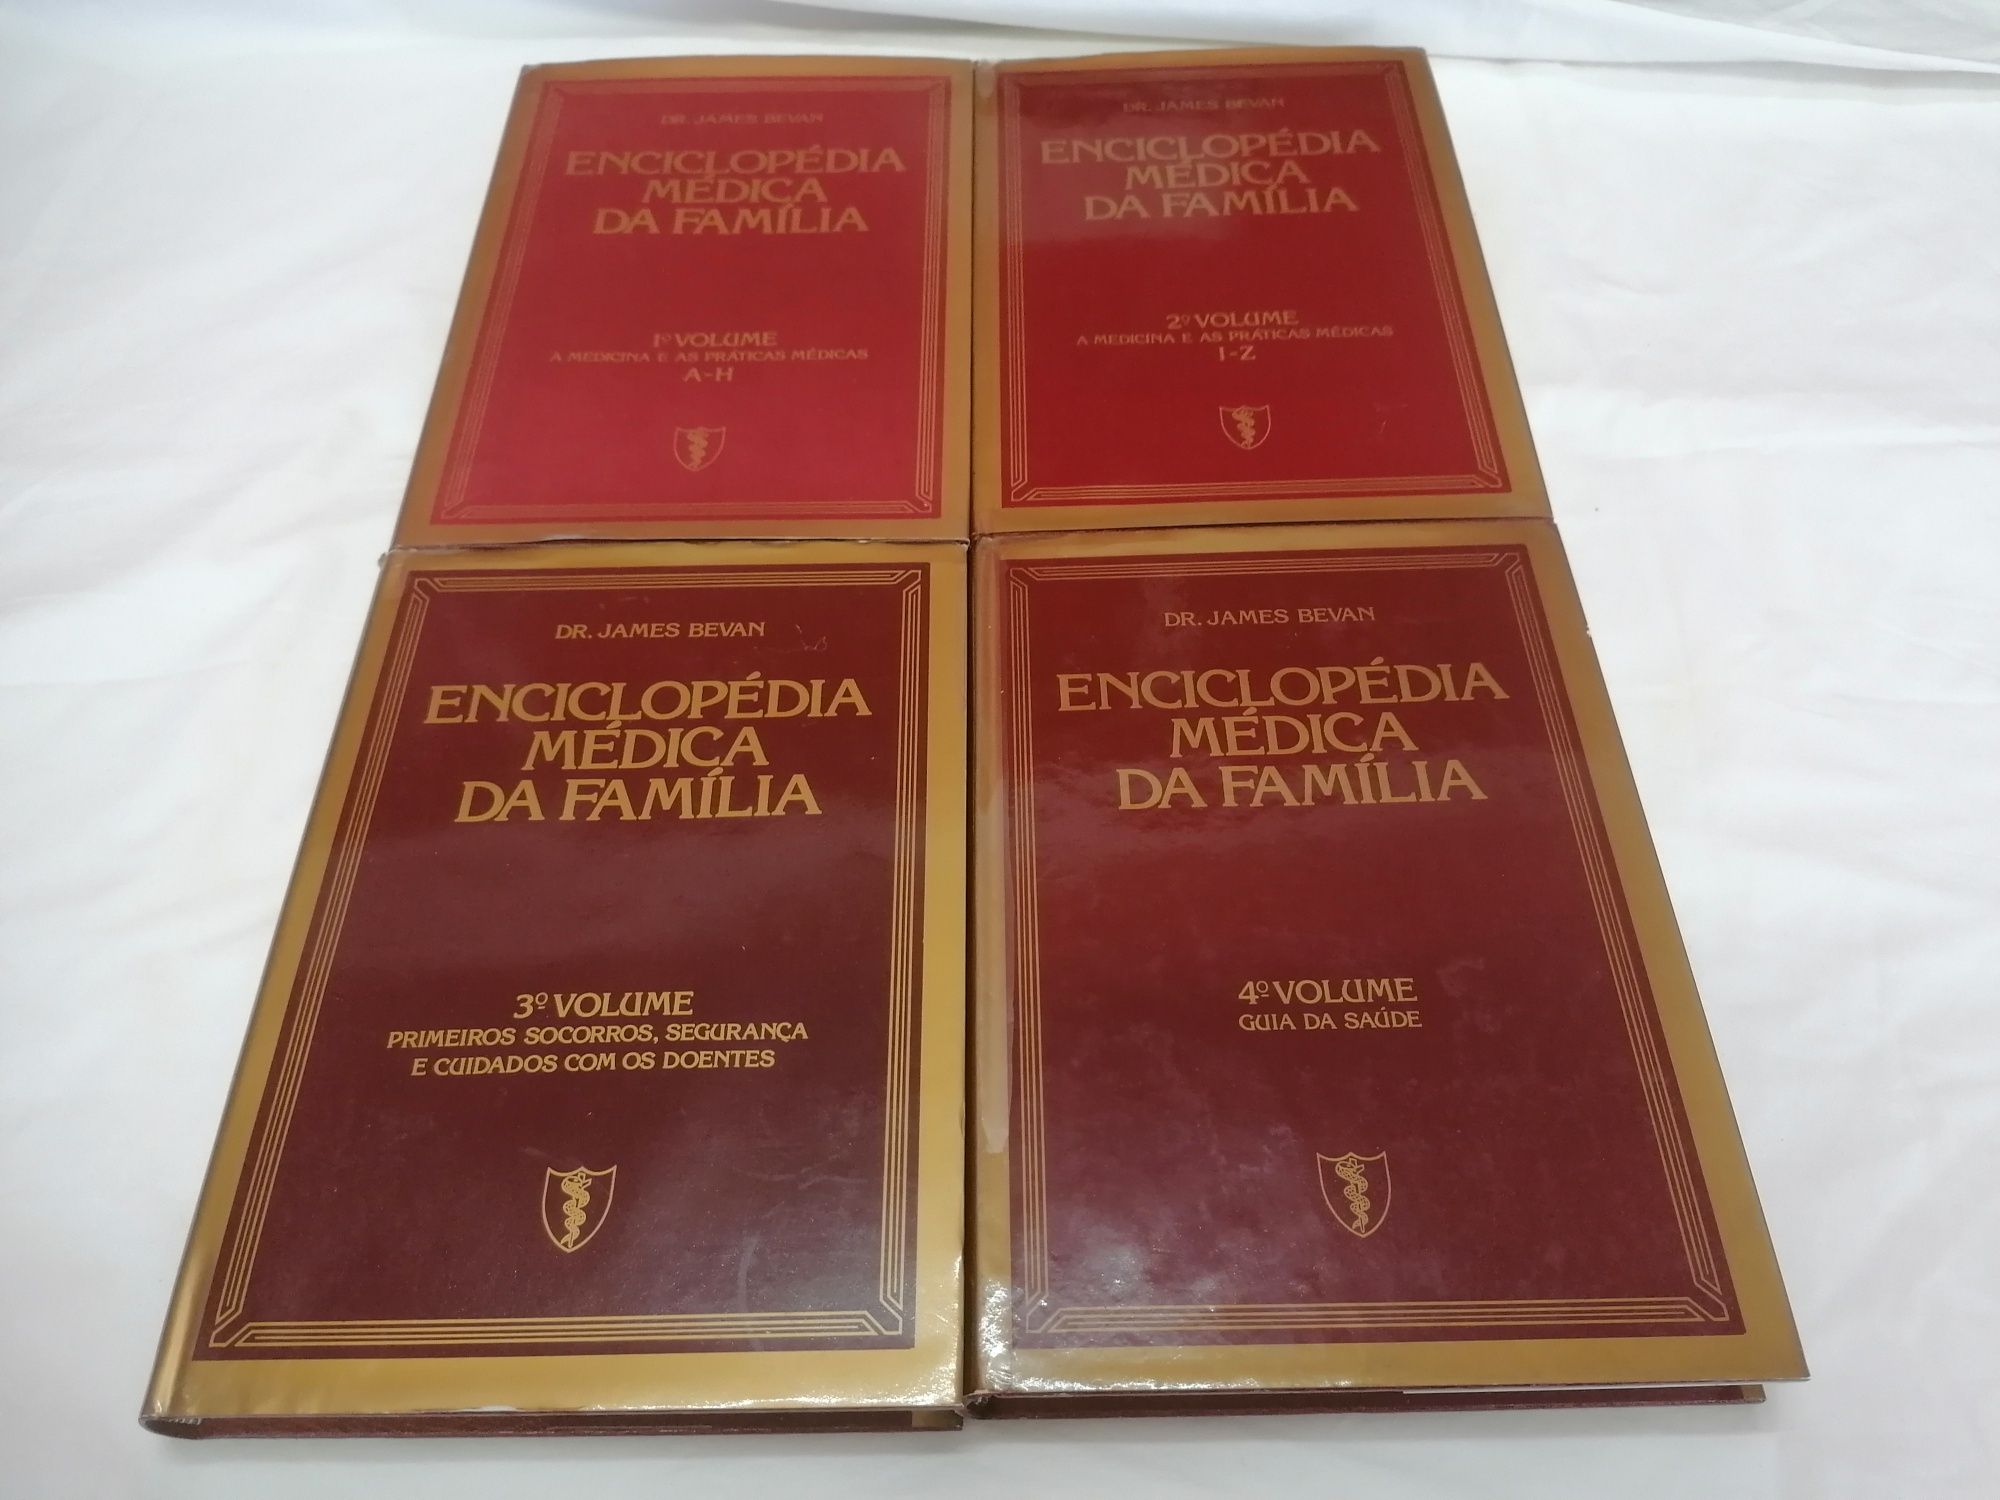 DR. JAMES BEVAN
ENCICLOPÉDIA
MÉDICA
DA FAMÍLIA
1º VOLUME
A MEDICINA E AS PRÁTICAS MÉDICAS
A-H
DR. JAMES BEVAN
ENCICLOPÉDIA
MÉDICA
DA FAMÍLIA
2º VOLUME
A MEDICINA E AS PRÁTICAS MÉDICAS
I-Z
DR. JAMES BEVAN
ENCICLOPÉDIA
MÉDICA
DA FAMÍLIA
3º VOLUME
PRIMEIROS SOCORROS, SEGURANÇA
E CUIDADOS COM OS DOENTES
DR. JAMES BEVAN
ENCICLOPÉDIA
MÉDICA
DA FAMÍLIA
4º VOLUME
GUIA DA SAÚDE